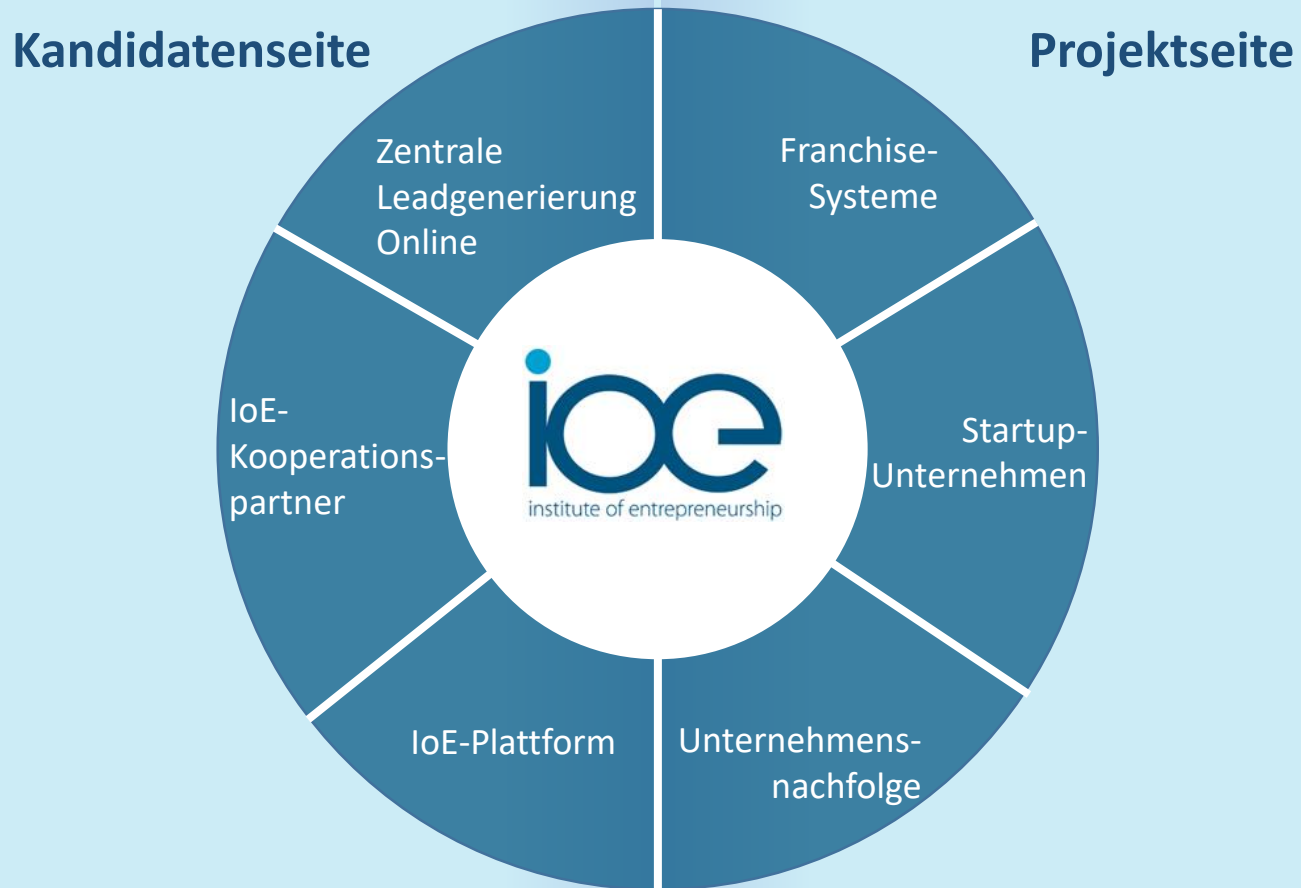 Kandidatenseite
Projektseite
Zentrale
Leadgenerierung
Online
Franchise-
Systeme
IoE-
Kooperations-
partner
ioe
institute of entrepreneurship
Startup-
Unternehmen
IoE-Plattform
Unternehmens-
nachfolge